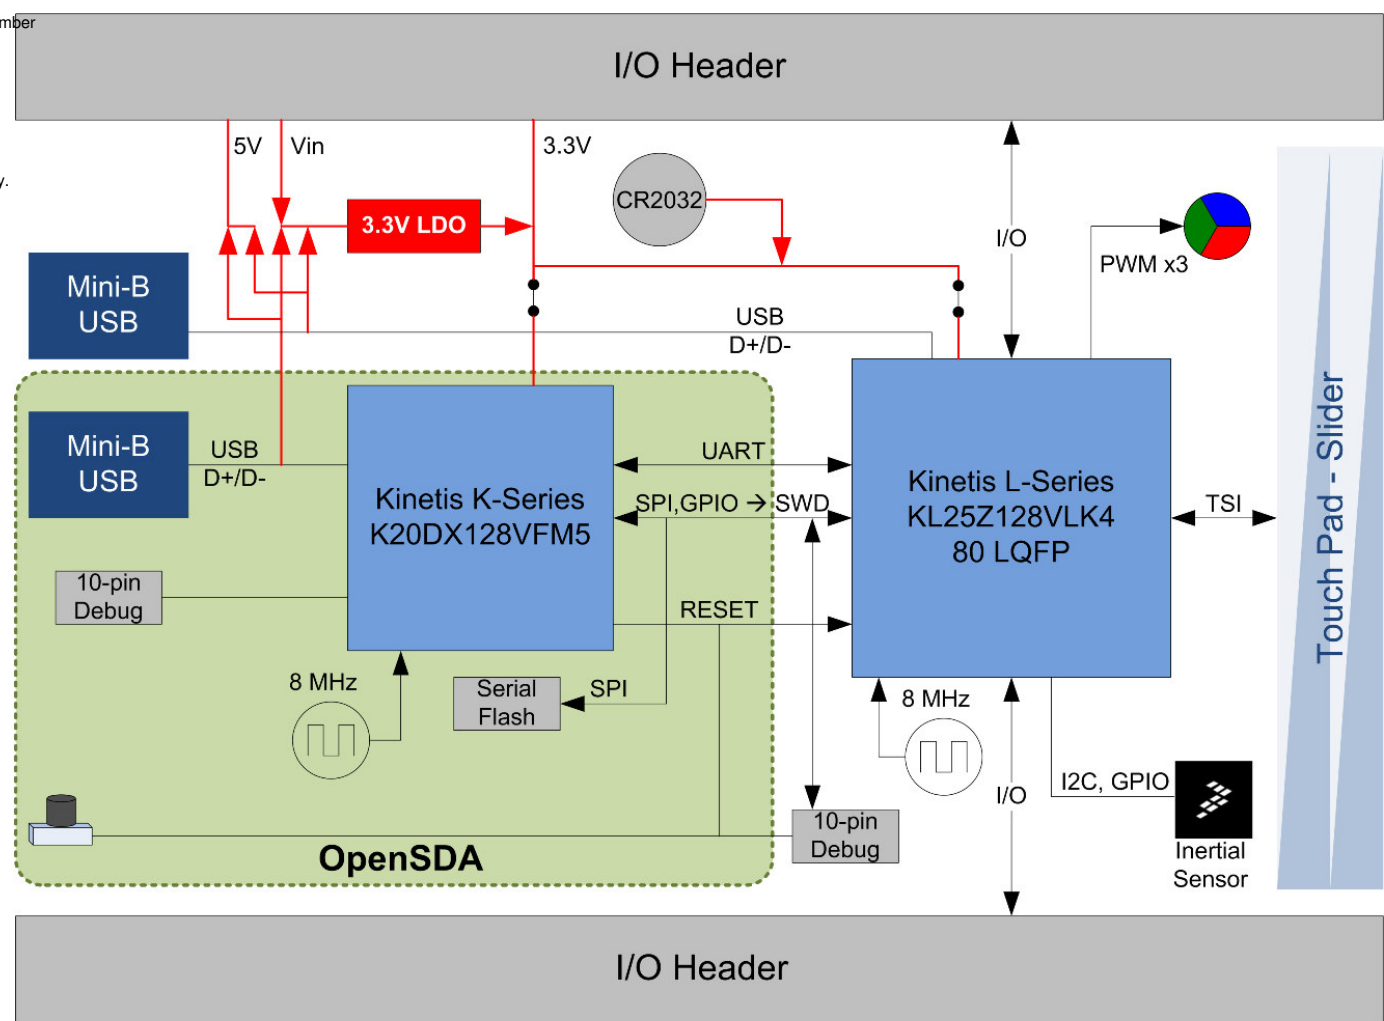 I/O Header
5V
Vin
3.3V
3.3V LDO
CR2032
I/O
PWM x3
Mini-B
USB
USB
D+/D-
Mini-B
USB
USB
D+/D-
Kinetis K-Series
K20DX128VFM5
UART
SPI,GPIO → SWD
RESET
Kinetis L-Series
KL25Z128VLK4
80 LQFP
TSI
Touch Pad - Slider
10-pin
Debug
8 MHz
Serial
Flash
SPI
8 MHz
I/O
I2C, GPIO
10-pin
Debug
Inertial
Sensor
OpenSDA
I/O Header